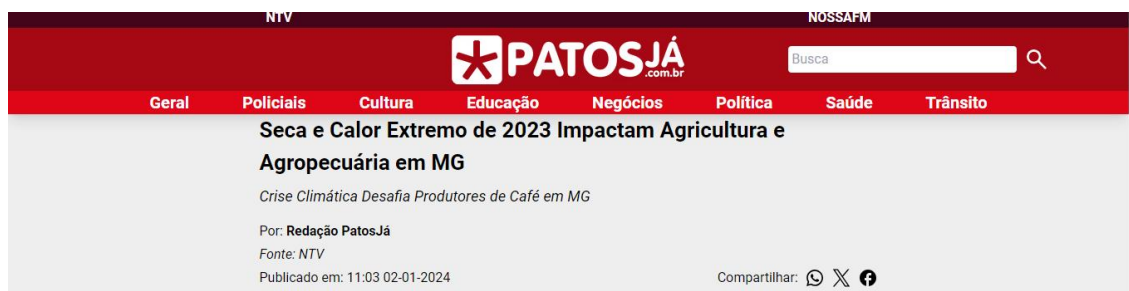 NTV NOSSAFM
PATOSJÁ
.com.br
Busca
Geral Policiais Cultura Educação Negócios Política Saúde Trânsito
Seca e Calor Extremo de 2023 Impactam Agricultura e
Agropecuária em MG
Crise Climática Desafia Produtores de Café em MG
Por: Redação PatosJá
Fonte: NTV
Publicado em: 11:03 02-01-2024 Compartilhar: